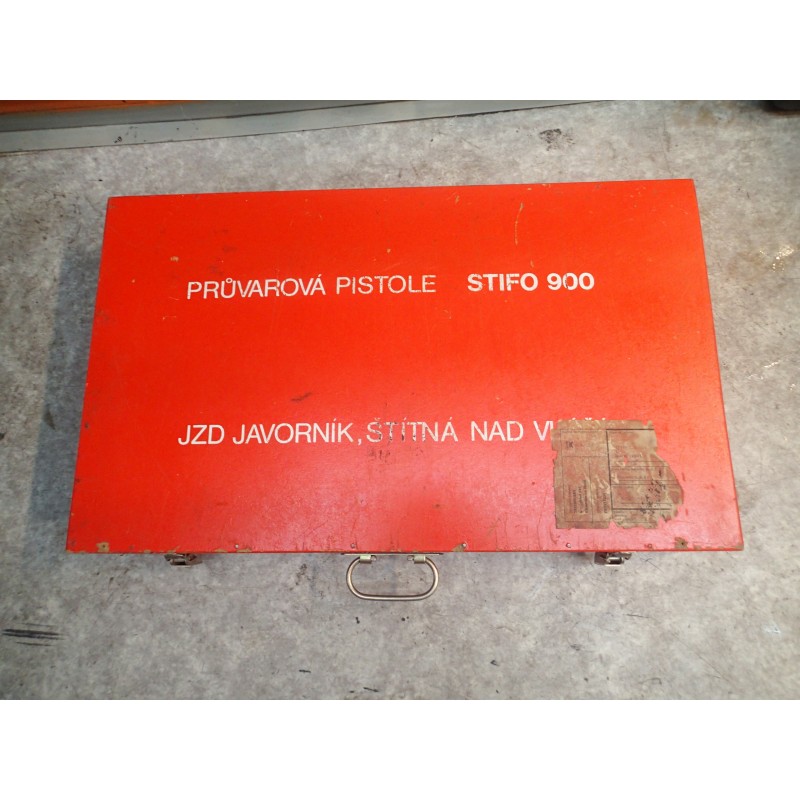 PRŮVAROVÁ PISTOLE STIFO 900
JZD JAVORNÍK, ŠTÍTNÁ NAD